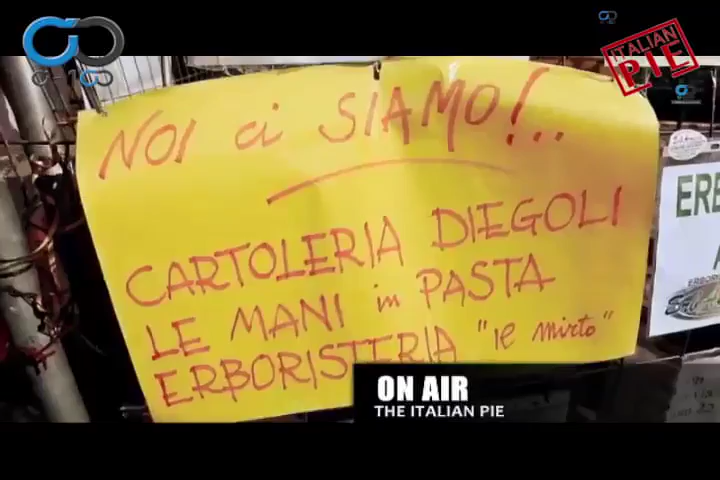 ITALIAN
PIE
NOI ci SIAMO!..
CARTOLERIA DIEGOLI
LE MANI in PASTA
ERBORISTERIA "il mirto"
ERB
ON AIR
THE ITALIAN PIE